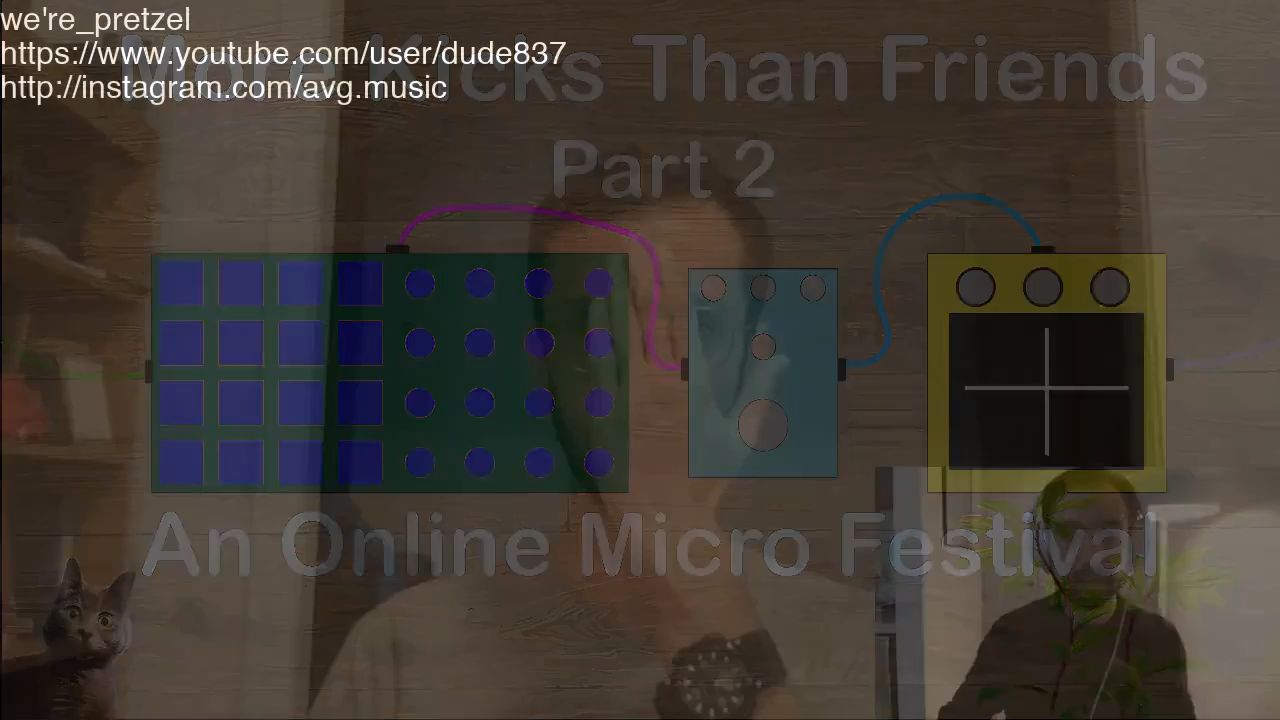 we're_pretzel
https://www.youtube.com/user/dude837
http://instagram.com/avg.music
More Kicks Than Friends
Part 2
An Online Micro Festival